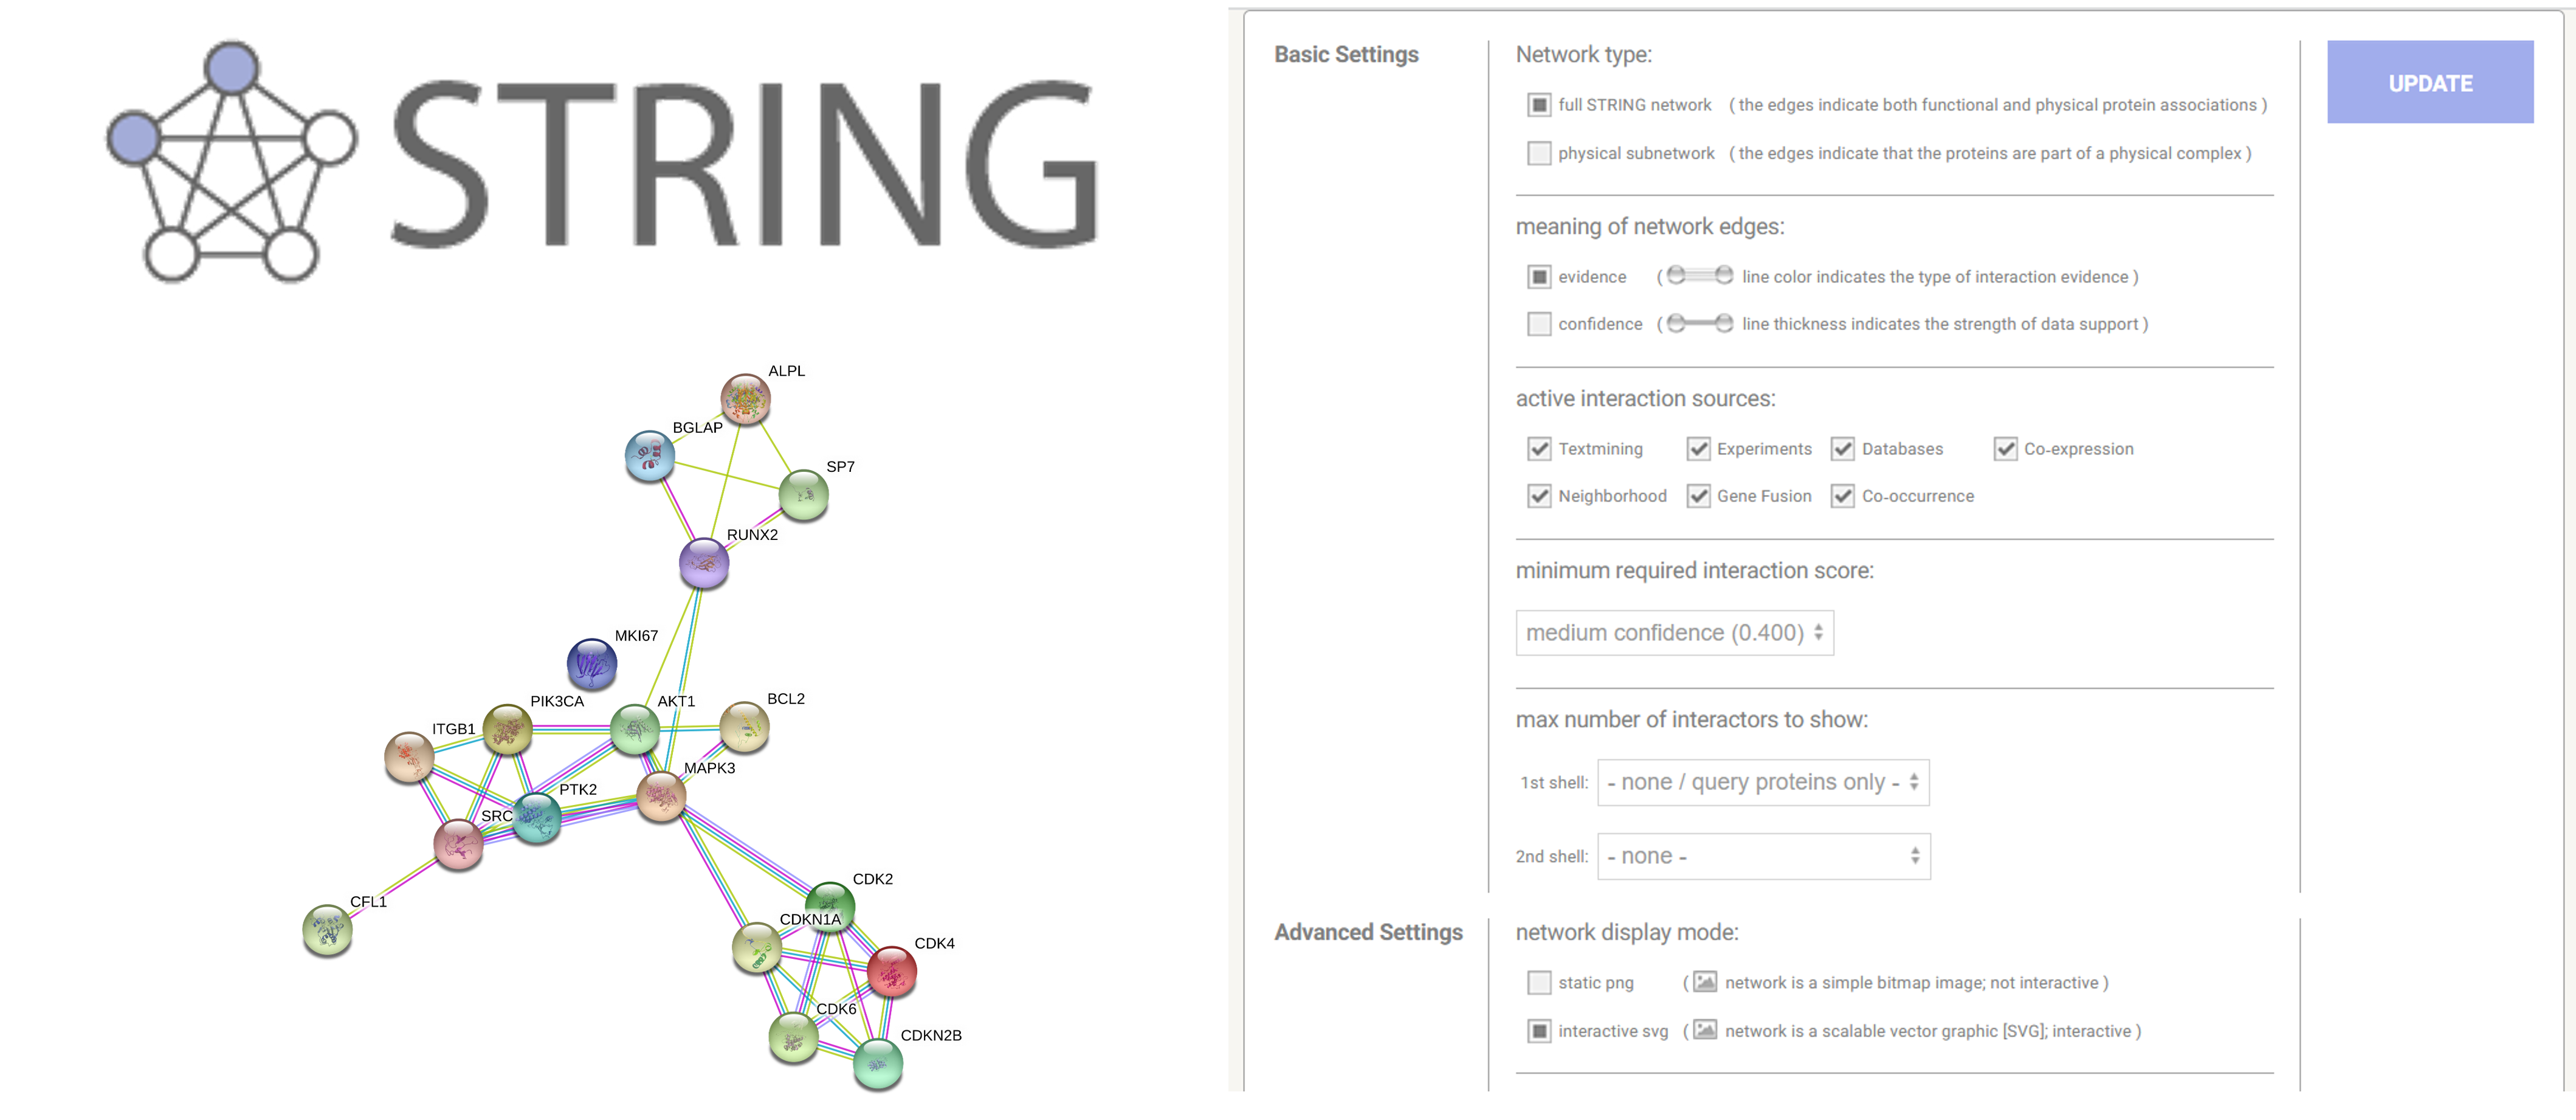 STRING
ALPL
BGLAP
SP7
RUNX2
MKI67
PIK3CA
AKT1
BCL2
ITGB1
MAPK3
PTK2
SRC
CFL1
CDK2
CDKN1A
CDK4
CDK6
CDKN2B
Basic Settings
Network type:
full STRING network ( the edges indicate both functional and physical protein associations )
physical subnetwork ( the edges indicate that the proteins are part of a physical complex )
meaning of network edges:
evidence ( line color indicates the type of interaction evidence )
confidence ( line thickness indicates the strength of data support )
active interaction sources:
Textmining Experiments Databases Co-expression
Neighborhood Gene Fusion Co-occurrence
minimum required interaction score:
medium confidence (0.400)
max number of interactors to show:
1st shell: - none / query proteins only -
2nd shell: - none -
UPDATE
Advanced Settings
network display mode:
static png ( network is a simple bitmap image; not interactive )
interactive svg ( network is a scalable vector graphic [SVG]; interactive )